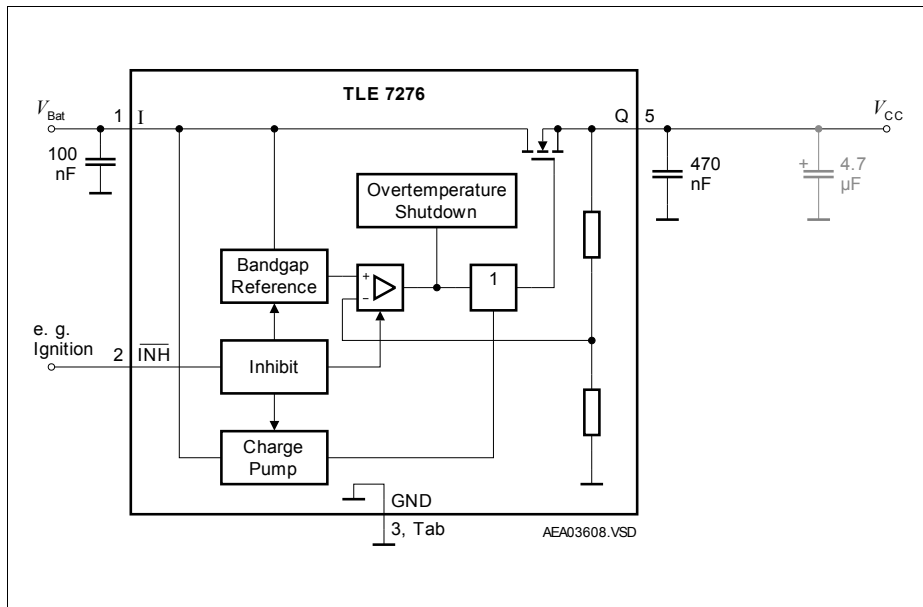 TLE 7276
V Bat
1 I
Q 5
V CC
100
nF
470
nF
+ 4.7
µF
Overtemperature
Shutdown
Bandgap
Reference
+
−
1
e. g.
Ignition
2 INH
Inhibit
Charge
Pump
GND
3, Tab
AEA03608.VSD